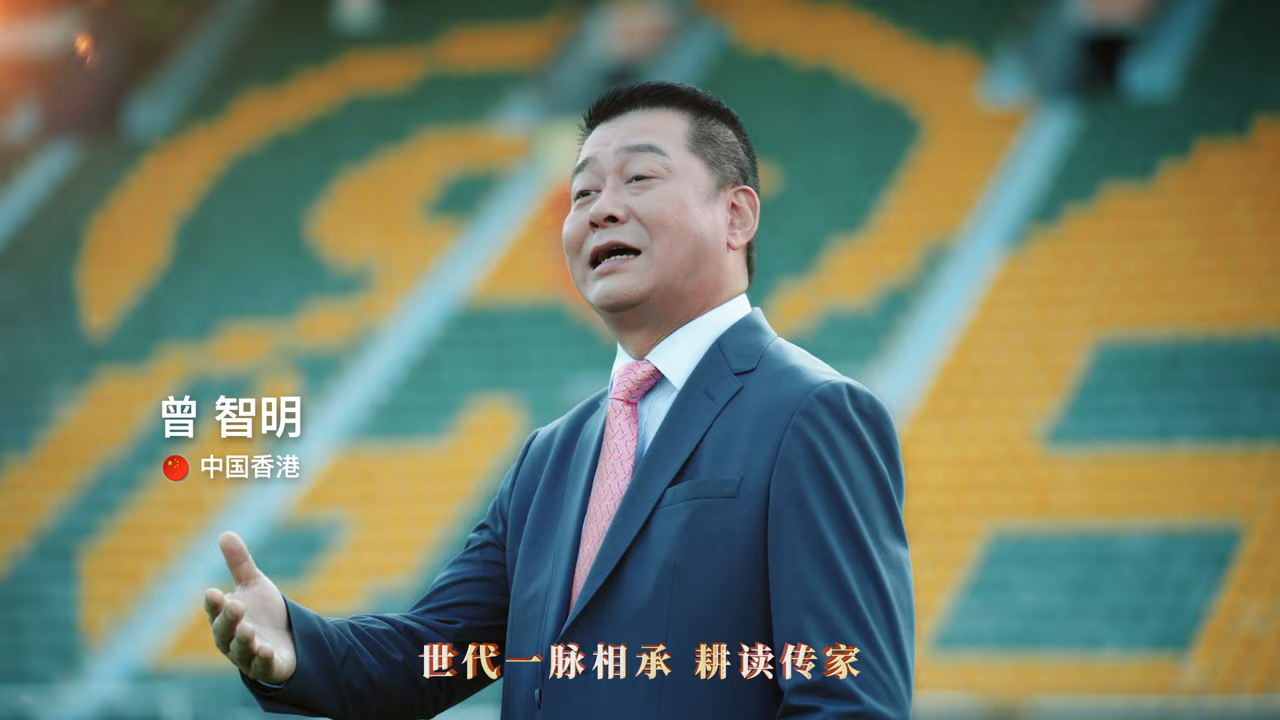 曾 智明
中国香港
世代一脉相承 耕读传家